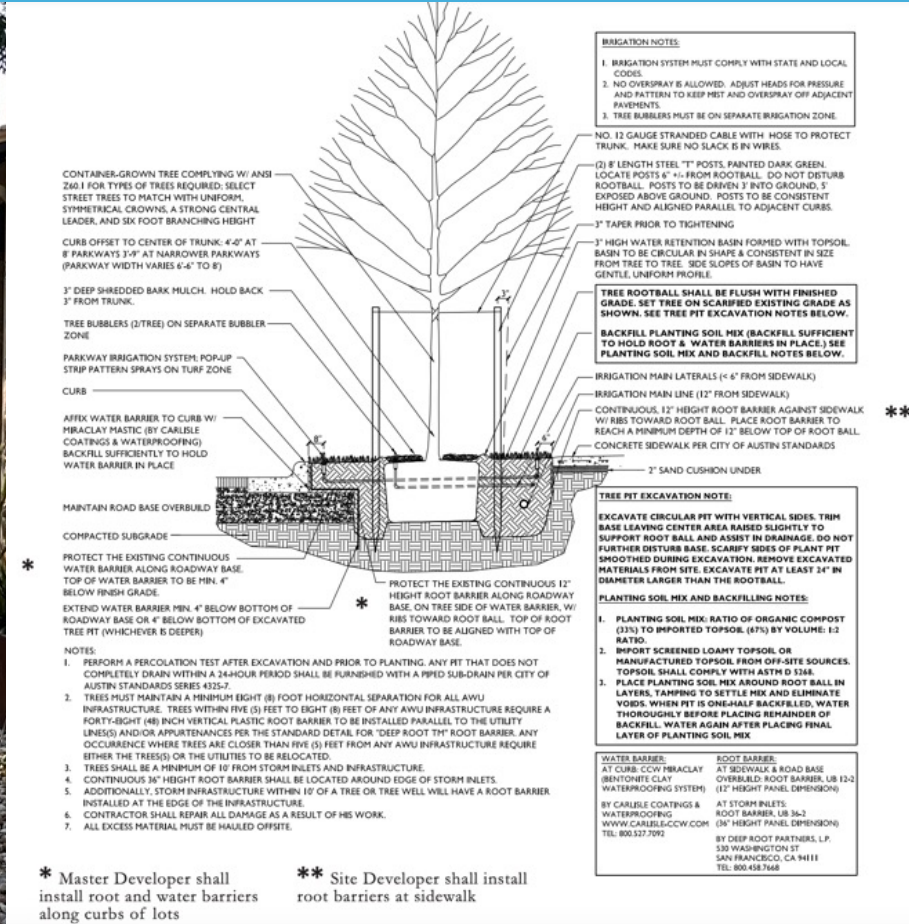 IRRIGATION NOTES:
1. IRRIGATION SYSTEM MUST COMPLY WITH STATE AND LOCAL
CODES.
2. NO OVERSPRAY IS ALLOWED. ADJUST HEADS FOR PRESSURE
AND PATTERN TO KEEP MIST AND OVERSPRAY OFF ADJACENT
PAVEMENTS.
3. TREE BUBBLERS MUST BE ON SEPARATE IRRIGATION ZONE.
NO. 12 GAUGE STRANDED CABLE WITH HOSE TO PROTECT
TRUNK. MAKE SURE NO SLACK IS IN WIRES.
(2) 8' LENGTH STEEL "T" POSTS, PAINTED DARK GREEN.
LOCATE POSTS 6" +/- FROM ROOTBALL. DO NOT DISTURB
ROOTBALL. POSTS TO BE DRIVEN 3' INTO GROUND, 5'
EXPOSED ABOVE GROUND. POSTS TO BE CONSISTENT
HEIGHT AND ALIGNED PARALLEL TO ADJACENT CURBS.
3" TAPER PRIOR TO TIGHTENING
3" HIGH WATER RETENTION BASIN FORMED WITH TOPSOIL.
BASIN TO BE CIRCULAR IN SHAPE & CONSISTENT IN SIZE
FROM TREE TO TREE. SIDE SLOPES OF BASIN TO HAVE
GENTLE, UNIFORM PROFILE.
TREE ROOTBALL SHALL BE FLUSH WITH FINISHED
GRADE. SET TREE ON SCARIFIED EXISTING GRADE AS
SHOWN. SEE TREE PIT EXCAVATION NOTES BELOW.
BACKFILL PLANTING SOIL MIX (BACKFILL SUFFICIENT
TO HOLD ROOT & WATER BARRIERS IN PLACE.) SEE
PLANTING SOIL MIX AND BACKFILL NOTES BELOW.
IRRIGATION MAIN LATERALS (< 6" FROM SIDEWALK)
IRRIGATION MAIN LINE (12" FROM SIDEWALK)
CONTINUOUS, 12" HEIGHT ROOT BARRIER AGAINST SIDEWALK
W/ RIBS TOWARD ROOT BALL. PLACE ROOT BARRIER TO
REACH A MINIMUM DEPTH OF 12" BELOW TOP OF ROOT BALL.
**
CONCRETE SIDEWALK PER CITY OF AUSTIN STANDARDS
2" SAND CUSHION UNDER
CONTAINER-GROWN TREE COMPLYING W/ ANSI
Z60.1 FOR TYPES OF TREES REQUIRED; SELECT
STREET TREES TO MATCH WITH UNIFORM,
SYMMETRICAL CROWNS, A STRONG CENTRAL
LEADER, AND SIX FOOT BRANCHING HEIGHT
CURB OFFSET TO CENTER OF TRUNK: 4'-0" AT
8' PARKWAYS 3'-9" AT NARROWER PARKWAYS
(PARKWAY WIDTH VARIES 6'-6" TO 8')
3" DEEP SHREDDED BARK MULCH. HOLD BACK
3" FROM TRUNK.
TREE BUBBLERS (2/TREE) ON SEPARATE BUBBLER
ZONE
PARKWAY IRRIGATION SYSTEM; POP-UP
STRIP PATTERN SPRAYS ON TURF ZONE
CURB
AFFIX WATER BARRIER TO CURB W/
MIRACLAY MASTIC (BY CARLISLE
COATINGS & WATERPROOFING)
BACKFILL SUFFICIENTLY TO HOLD
WATER BARRIER IN PLACE
MAINTAIN ROAD BASE OVERBUILD
COMPACTED SUBGRADE
*
PROTECT THE EXISTING CONTINUOUS
WATER BARRIER ALONG ROADWAY BASE.
TOP OF WATER BARRIER TO BE MIN. 4"
BELOW FINISH GRADE.
EXTEND WATER BARRIER MIN. 4" BELOW BOTTOM OF
ROADWAY BASE OR 4" BELOW BOTTOM OF EXCAVATED
TREE PIT (WHICHEVER IS DEEPER)
3"
8"
6"
*
PROTECT THE EXISTING CONTINUOUS 12"
HEIGHT ROOT BARRIER ALONG ROADWAY
BASE, ON TREE SIDE OF WATER BARRIER, W/
RIBS TOWARD ROOT BALL. TOP OF ROOT
BARRIER TO BE ALIGNED WITH TOP OF
ROADWAY BASE.
TREE PIT EXCAVATION NOTE:
EXCAVATE CIRCULAR PIT WITH VERTICAL SIDES. TRIM
BASE LEAVING CENTER AREA RAISED SLIGHTLY TO
SUPPORT ROOT BALL AND ASSIST IN DRAINAGE. DO NOT
FURTHER DISTURB BASE. SCARIFY SIDES OF PLANT PIT
SMOOTHED DURING EXCAVATION. REMOVE EXCAVATED
MATERIALS FROM SITE. EXCAVATE PIT AT LEAST 24" IN
DIAMETER LARGER THAN THE ROOTBALL.
PLANTING SOIL MIX AND BACKFILLING NOTES:
1. PLANTING SOIL MIX: RATIO OF ORGANIC COMPOST
(33%) TO IMPORTED TOPSOIL (67%) BY VOLUME: 1:2
RATIO.
2. IMPORT SCREENED LOAMY TOPSOIL OR
MANUFACTURED TOPSOIL FROM OFF-SITE SOURCES.
TOPSOIL SHALL COMPLY WITH ASTM D 5268.
3. PLACE PLANTING SOIL MIX AROUND ROOT BALL IN
LAYERS, TAMPING TO SETTLE MIX AND ELIMINATE
VOIDS. WHEN PIT IS ONE-HALF BACKFILLED, WATER
THOROUGHLY BEFORE PLACING REMAINDER OF
BACKFILL. WATER AGAIN AFTER PLACING FINAL
LAYER OF PLANTING SOIL MIX
NOTES:
1. PERFORM A PERCOLATION TEST AFTER EXCAVATION AND PRIOR TO PLANTING. ANY PIT THAT DOES NOT
COMPLETELY DRAIN WITHIN A 24-HOUR PERIOD SHALL BE FURNISHED WITH A PIPED SUB-DRAIN PER CITY OF
AUSTIN STANDARDS SERIES 432S-7.
2. TREES MUST MAINTAIN A MINIMUM EIGHT (8) FOOT HORIZONTAL SEPARATION FOR ALL AWU
INFRASTRUCTURE. TREES WITHIN FIVE (5) FEET TO EIGHT (8) FEET OF ANY AWU INFRASTRUCTURE REQUIRE A
FORTY-EIGHT (48) INCH VERTICAL PLASTIC ROOT BARRIER TO BE INSTALLED PARALLEL TO THE UTILITY
LINES(S) AND/OR APPURTENANCES PER THE STANDARD DETAIL FOR "DEEP ROOT TM" ROOT BARRIER. ANY
OCCURRENCE WHERE TREES ARE CLOSER THAN FIVE (5) FEET FROM ANY AWU INFRASTRUCTURE REQUIRE
EITHER THE TREES(S) OR THE UTILITIES TO BE RELOCATED.
3. TREES SHALL BE A MINIMUM OF 10' FROM STORM INLETS AND INFRASTRUCTURE.
4. CONTINUOUS 36" HEIGHT ROOT BARRIER SHALL BE LOCATED AROUND EDGE OF STORM INLETS.
5. ADDITIONALLY, STORM INFRASTRUCTURE WITHIN 10' OF A TREE OR TREE WELL WILL HAVE A ROOT BARRIER
INSTALLED AT THE EDGE OF THE INFRASTRUCTURE.
6. CONTRACTOR SHALL REPAIR ALL DAMAGE AS A RESULT OF HIS WORK.
7. ALL EXCESS MATERIAL MUST BE HAULED OFFSITE.
WATER BARRIER:
AT CURB: CCW MIRACLAY
(BENTONITE CLAY
WATERPROOFING SYSTEM)
BY CARLISLE COATINGS &
WATERPROOFING
WWW.CARLISLE-CCW.COM
TEL: 800.527.7092
ROOT BARRIER:
AT SIDEWALK & ROAD BASE
OVERBUILD: ROOT BARRIER, UB 12-2
(12" HEIGHT PANEL DIMENSION)
AT STORM INLETS:
ROOT BARRIER, UB 36-2
(36" HEIGHT PANEL DIMENSION)
BY DEEP ROOT PARTNERS, L.P.
530 WASHINGTON ST
SAN FRANCISCO, CA 94111
TEL: 800.458.7668
* Master Developer shall
install root and water barriers
along curbs of lots
** Site Developer shall install
root barriers at sidewalk